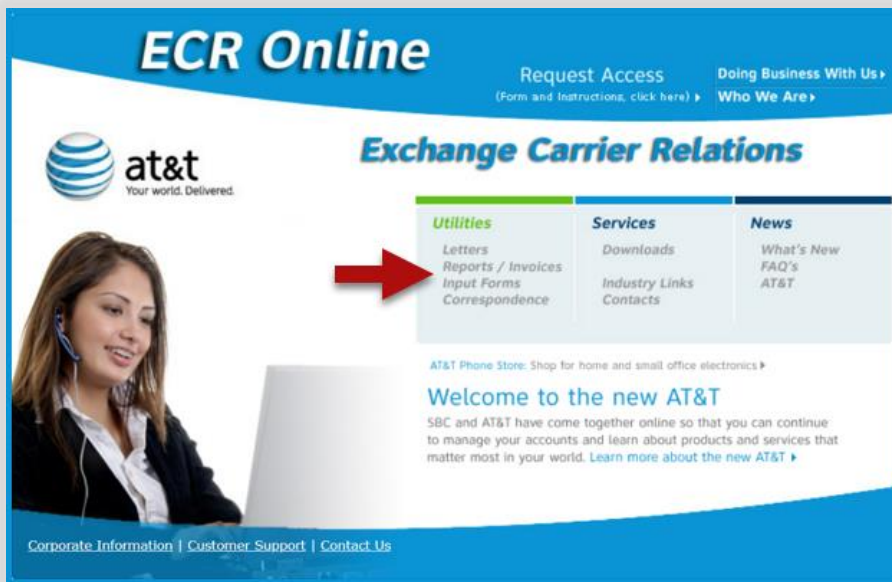 ECR Online
Request Access
(Form and Instructions, click here)
Doing Business With Us
Who We Are
at&t
Your world. Delivered.
Exchange Carrier Relations
Utilities
Letters
Reports / Invoices
Input Forms
Correspondence
Services
Downloads
Industry Links
Contacts
News
What's New
FAQ's
AT&T
AT&T Phone Store: Shop for home and small office electronics
Welcome to the new AT&T
SBC and AT&T have come together online so that you can continue
to manage your accounts and learn about products and services that
matter most in your world. Learn more about the new AT&T
Corporate Information | Customer Support | Contact Us